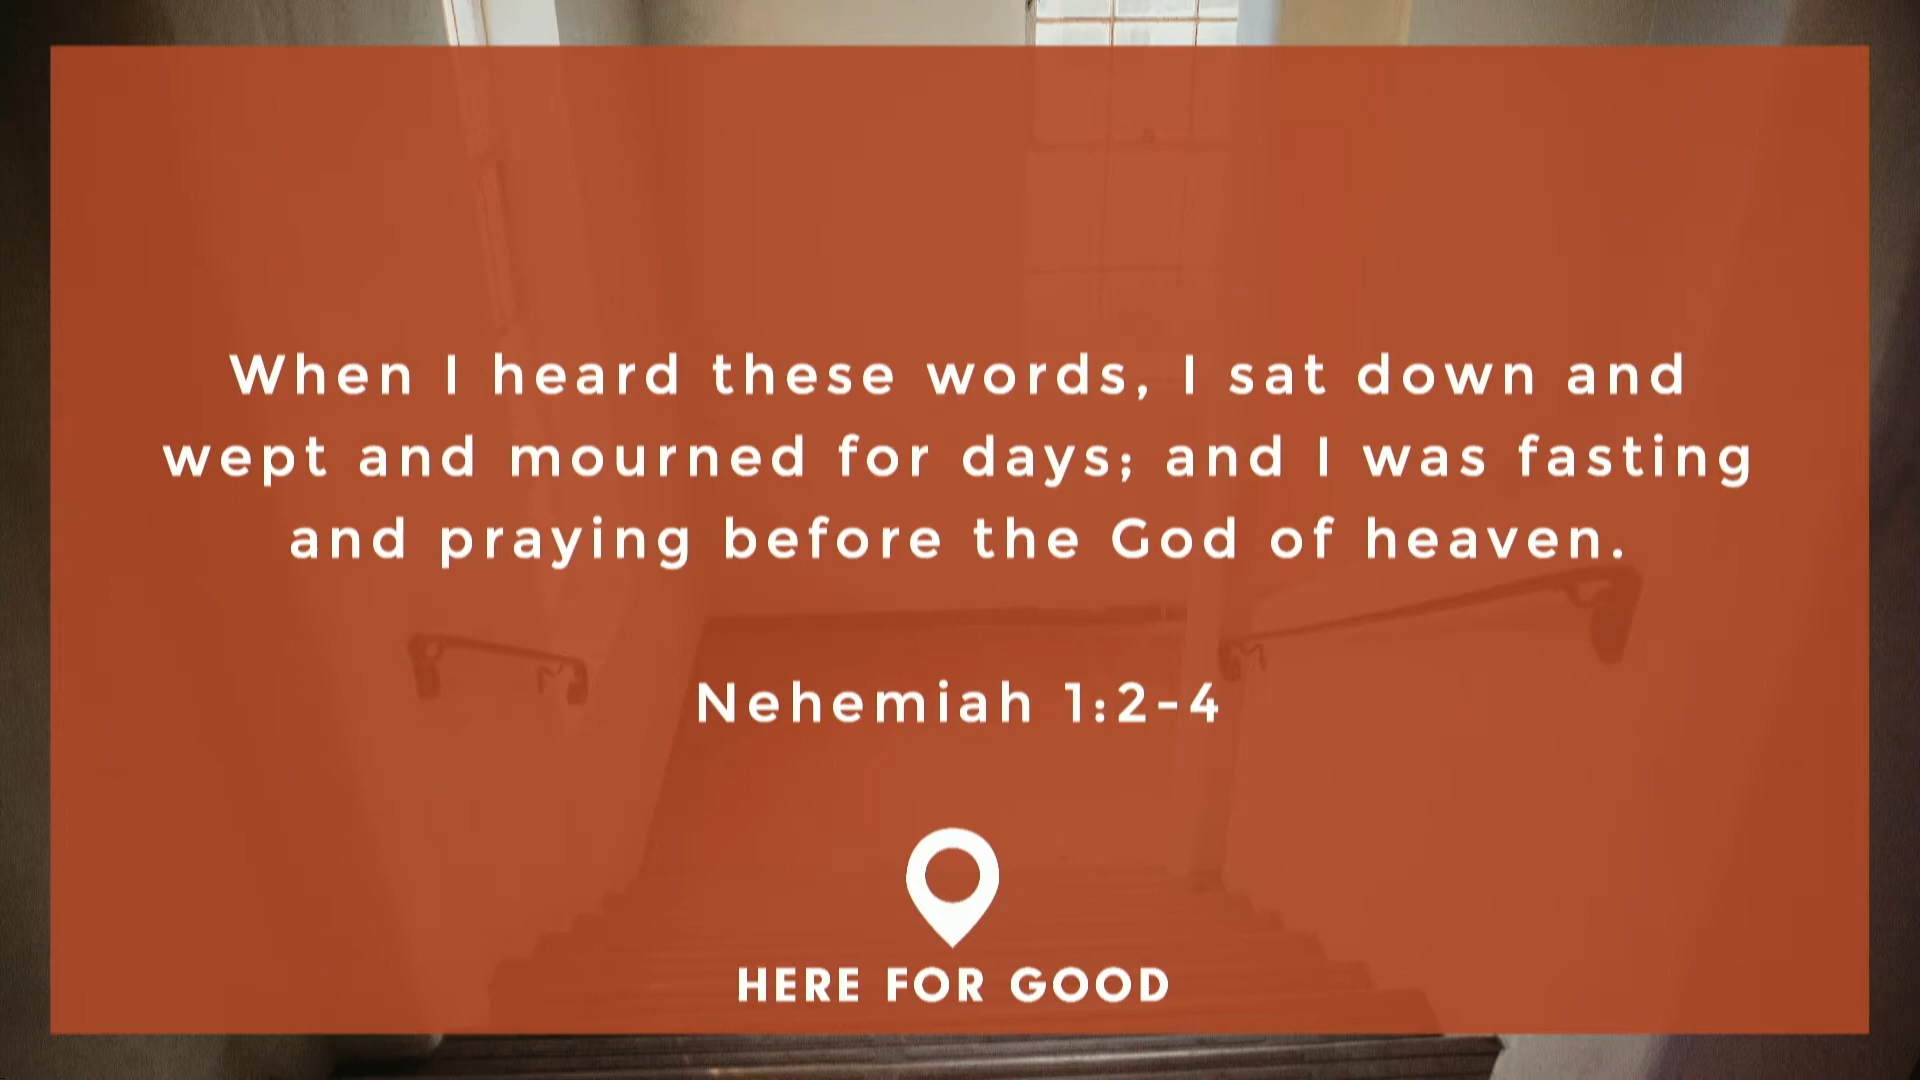 When I heard these words, I sat down and
wept and mourned for days; and I was fasting
and praying before the God of heaven.
Nehemiah 1:2-4
HERE FOR GOOD